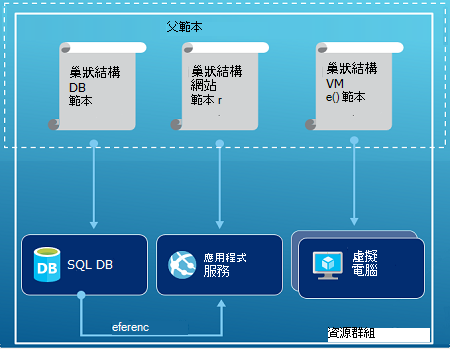 父範本
巢狀結構
DB
範本
巢狀結構
網站
範本 r
巢狀結構
VM
e() 範本
DB
SQL DB
應用程式
服務
虛擬
電腦
eferenc
資源群組